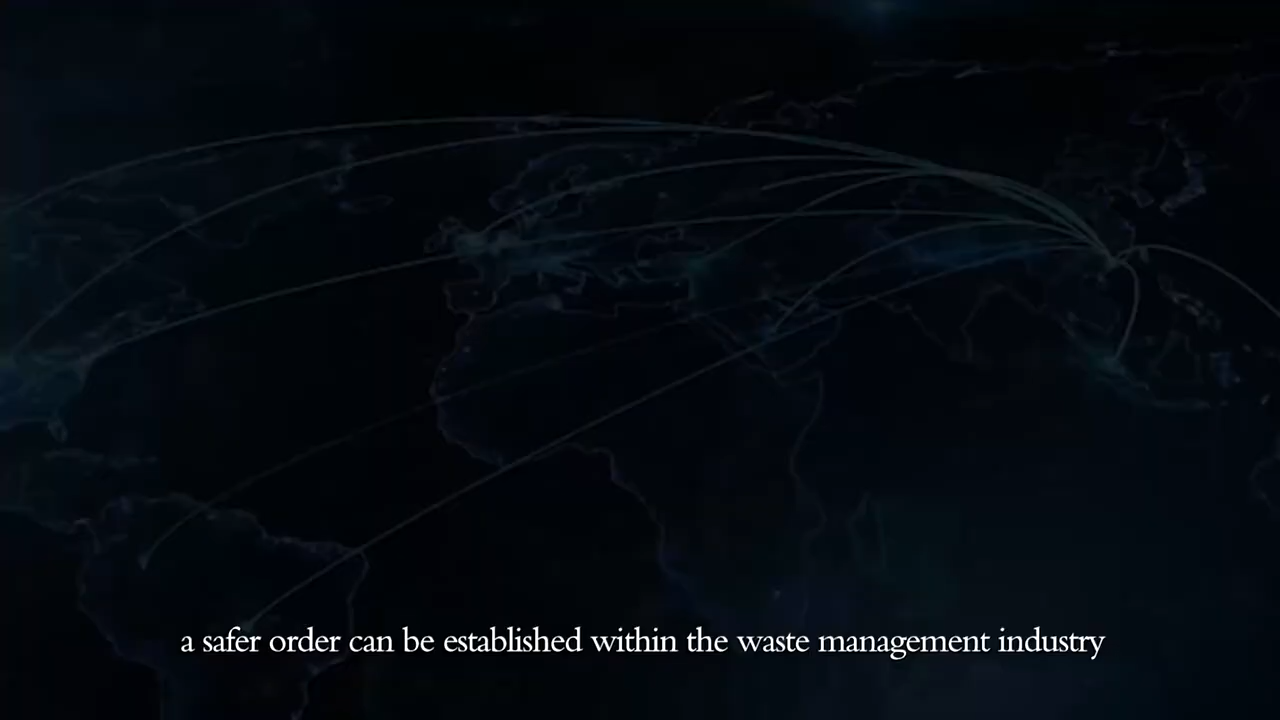 a safer order can be established within the waste management industry